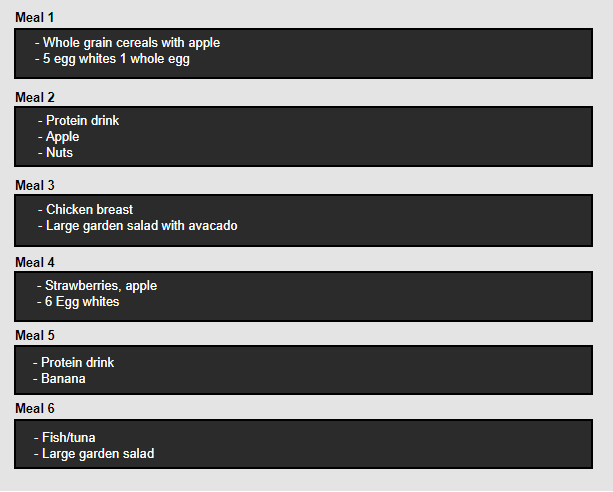 Meal 1
- Whole grain cereals with apple
- 5 egg whites 1 whole egg
Meal 2
- Protein drink
- Apple
- Nuts
Meal 3
- Chicken breast
- Large garden salad with avacado
Meal 4
- Strawberries, apple
- 6 Egg whites
Meal 5
- Protein drink
- Banana
Meal 6
- Fish/tuna
- Large garden salad